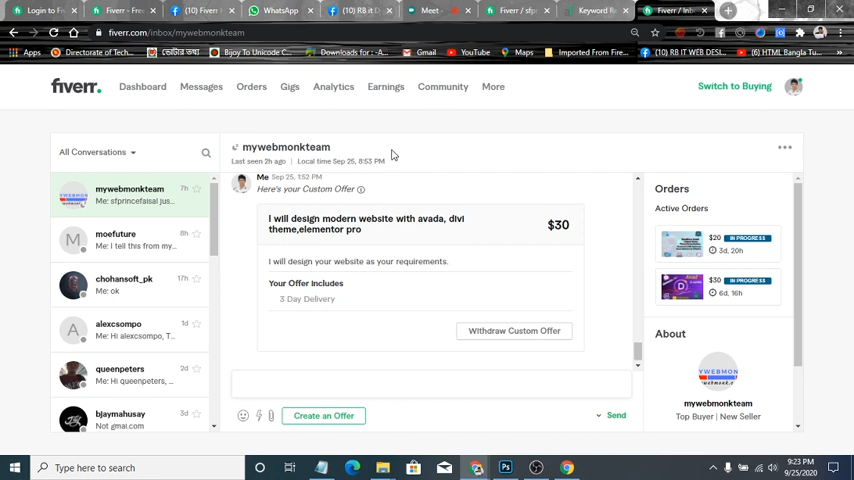 Login to Fi
Fiverr - Fre
(10) Fiverr
WhatsApp
(10) RB it D
Meet -
Fiverr / sfpr
Keyword R
Fiverr / Inbo
fiverr.com/inbox/mywebmonkteam
Apps
Directorate of Tech...
ভোটার তথ্য
Bijoy To Unicode C...
Downloads for : -A...
Gmail
YouTube
Maps
Imported From Fire...
(10) RB IT WEB DESI...
(6) HTML Bangla Tu...
fiverr.
Dashboard
Messages
Orders
Gigs
Analytics
Earnings
Community
More
Switch to Buying
All Conversations
mywebmonkteam
Last seen 2h ago | Local time Sep 25, 8:53 PM
mywebmonkteam
7h
Me: sfprincefaisal jus...
M
moefuture
8h
Me: I tell this from my...
chohansoft_pk
17h
Me: ok
A
alexcsompo
1d
Me: Hi alexcsompo, T...
queenpeters
2d
Me: Hi queenpeters, ...
bjaymahusay
3d
Not gmai.com
Me Sep 25, 1:52 PM
Here's your Custom Offer
I will design modern website with avada, divi
theme,elementor pro
$30
I will design your website as your requirements.
Your Offer Includes
3 Day Delivery
Withdraw Custom Offer
Create an Offer
Send
Orders
Active Orders
$20 IN PROGRESS
3d, 20h
$30 IN PROGRESS
6d, 16h
About
YWEBMON
mywebmonkteam
Top Buyer | New Seller
Type here to search
9:23 PM
9/25/2020